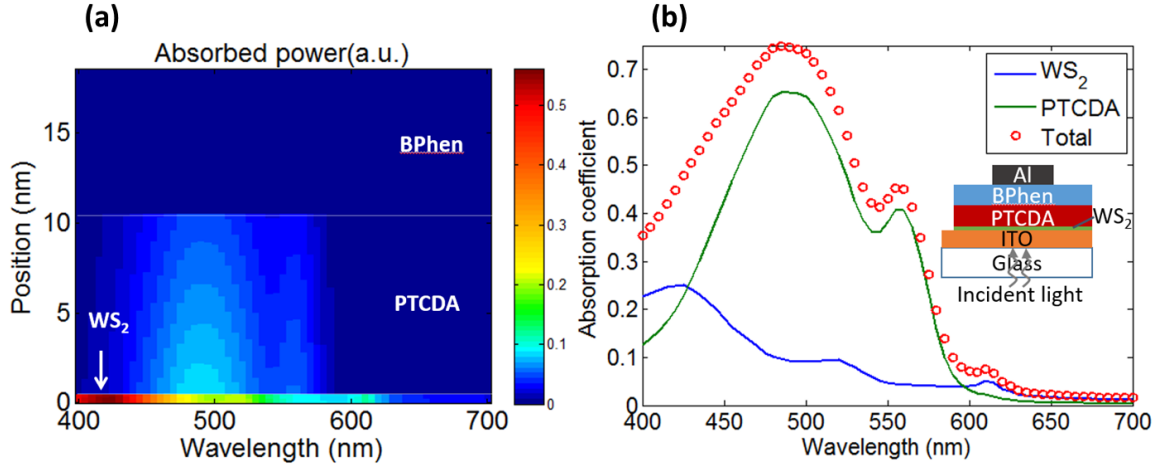 (a)
Absorbed power(a.u.)
Position (nm)
15
10
5
0
BPhen
PTCDA
WS2
400
500
600
700
Wavelength (nm)
0.5
0.4
0.3
0.2
0.1
0
(b)
Absorption coefficient
0.7
0.6
0.5
0.4
0.3
0.2
0.1
0
WS2
PTCDA
Total
Al
BPhen
PTCDA
WS2
ITO
Glass
Incident light
400
450
500
550
600
650
700
Wavelength (nm)